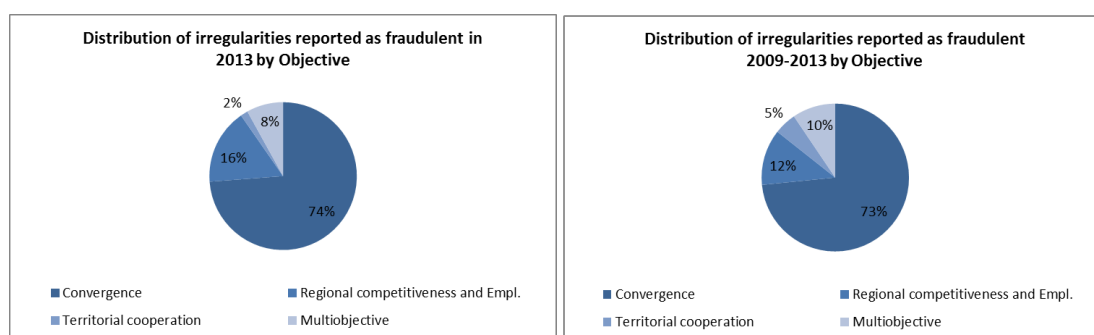 Distribution of irregularities reported as fraudulent in
2013 by Objective
2%
8%
16%
74%
Convergence
Regional competitiveness and Empl.
Territorial cooperation
Multiobjective
Distribution of irregularities reported as fraudulent
2009-2013 by Objective
5%
10%
12%
73%
Convergence
Regional competitiveness and Empl.
Territorial cooperation
Multiobjective